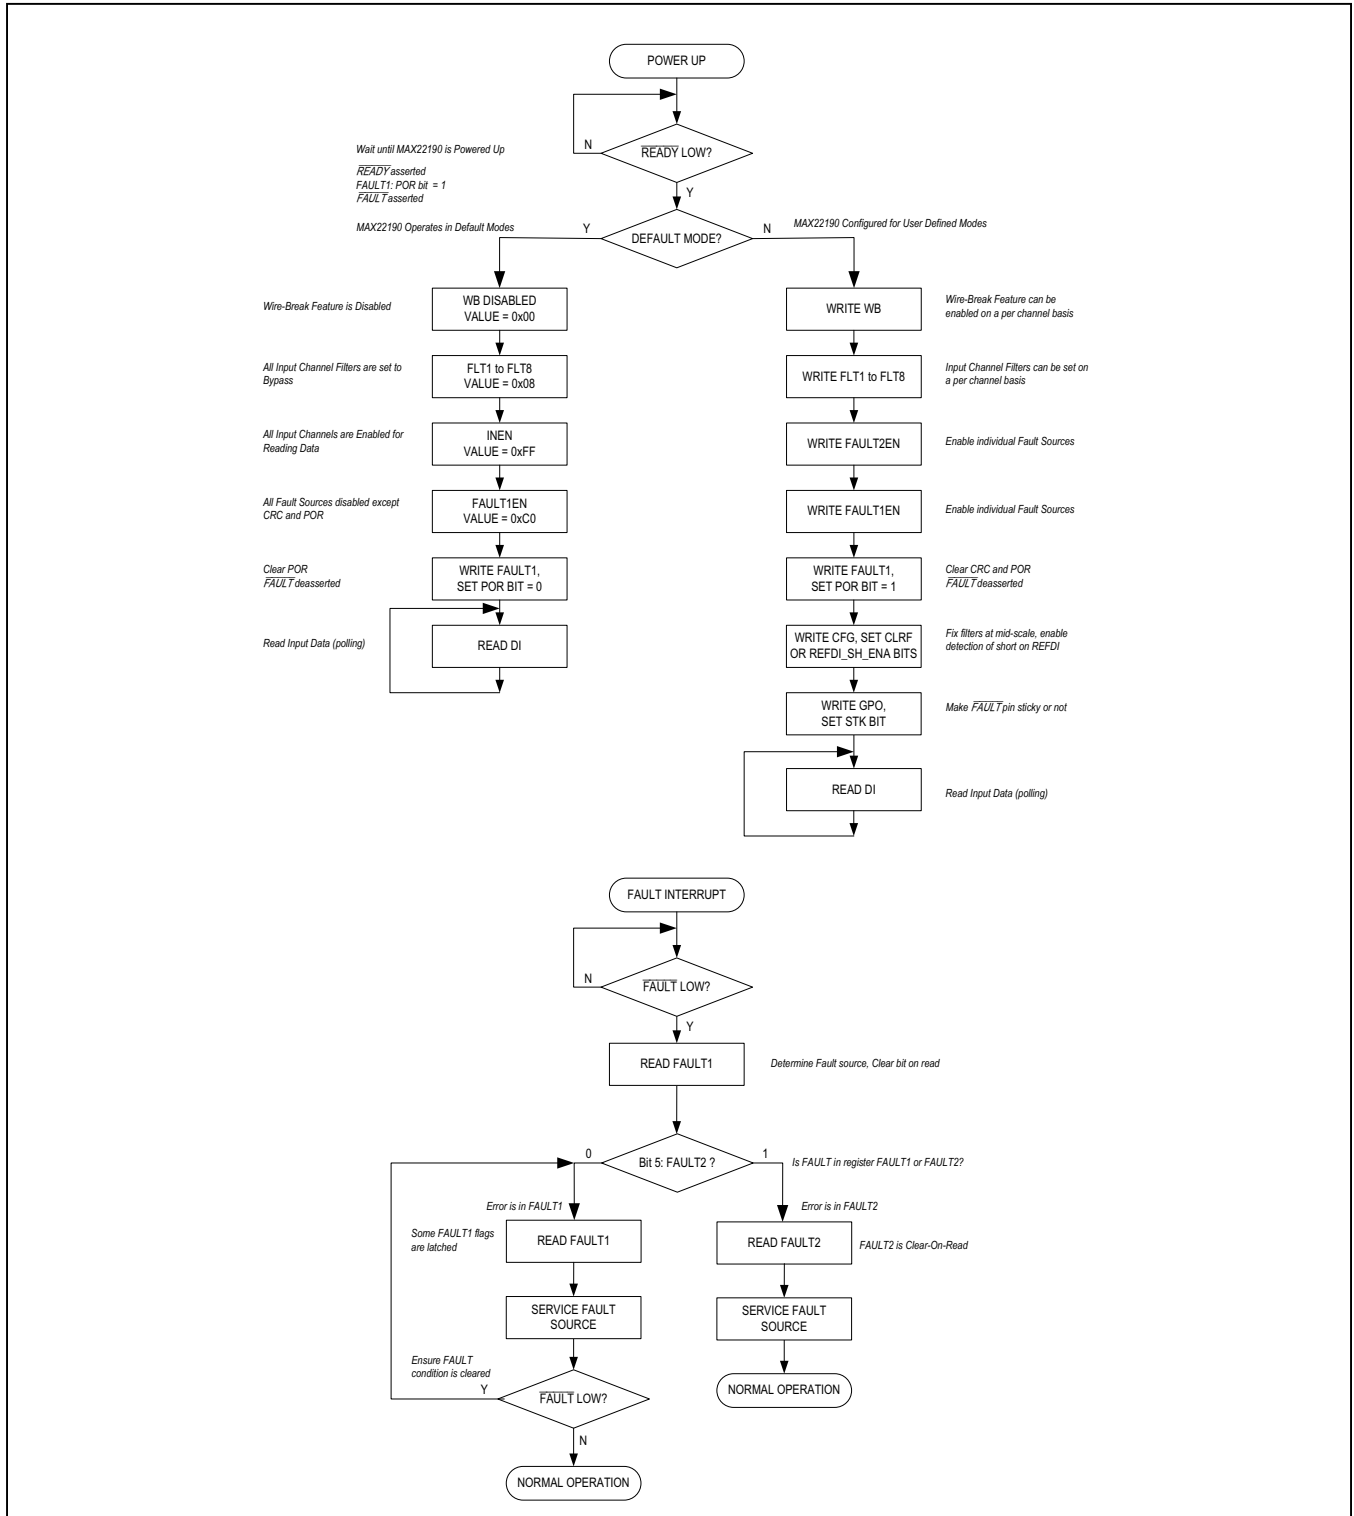 POWER UP
N
READY LOW?
Wait until MAX22190 is Powered Up
READY asserted
FAULT1: POR bit = 1
FAULT asserted
Y
MAX22190 Operates in Default Modes
Y
DEFAULT MODE?
N
MAX22190 Configured for User Defined Modes
Wire-Break Feature is Disabled
WB DISABLED
VALUE = 0x00
All Input Channel Filters are set to
Bypass
FLT1 to FLT8
VALUE = 0x08
All Input Channels are Enabled for
Reading Data
INEN
VALUE = 0xFF
All Fault Sources disabled except
CRC and POR
FAULT1EN
VALUE = 0xC0
Clear POR
FAULT deasserted
WRITE FAULT1,
SET POR BIT = 0
Read Input Data (polling)
READ DI
WRITE WB
Wire-Break Feature can be
enabled on a per channel basis
WRITE FLT1 to FLT8
Input Channel Filters can be set on
a per channel basis
WRITE FAULT2EN
Enable individual Fault Sources
WRITE FAULT1EN
Enable individual Fault Sources
WRITE FAULT1,
SET POR BIT = 1
Clear CRC and POR
FAULT deasserted
WRITE CFG, SET CLRF
OR REFDI_SH_ENA BITS
Fix filters at mid-scale, enable
detection of short on REFDI
WRITE GPO,
SET STK BIT
Make FAULT pin sticky or not
READ DI
Read Input Data (polling)
FAULT INTERRUPT
N
FAULT LOW?
Y
READ FAULT1
Determine Fault source, Clear bit on read
0
Bit 5: FAULT2 ?
1
Is FAULT in register FAULT1 or FAULT2?
Error is in FAULT1
Error is in FAULT2
Some FAULT1 flags
are latched
READ FAULT1
READ FAULT2
FAULT2 is Clear-On-Read
SERVICE FAULT
SOURCE
SERVICE FAULT
SOURCE
Ensure FAULT
condition is cleared
Y
FAULT LOW?
NORMAL OPERATION
N
NORMAL OPERATION